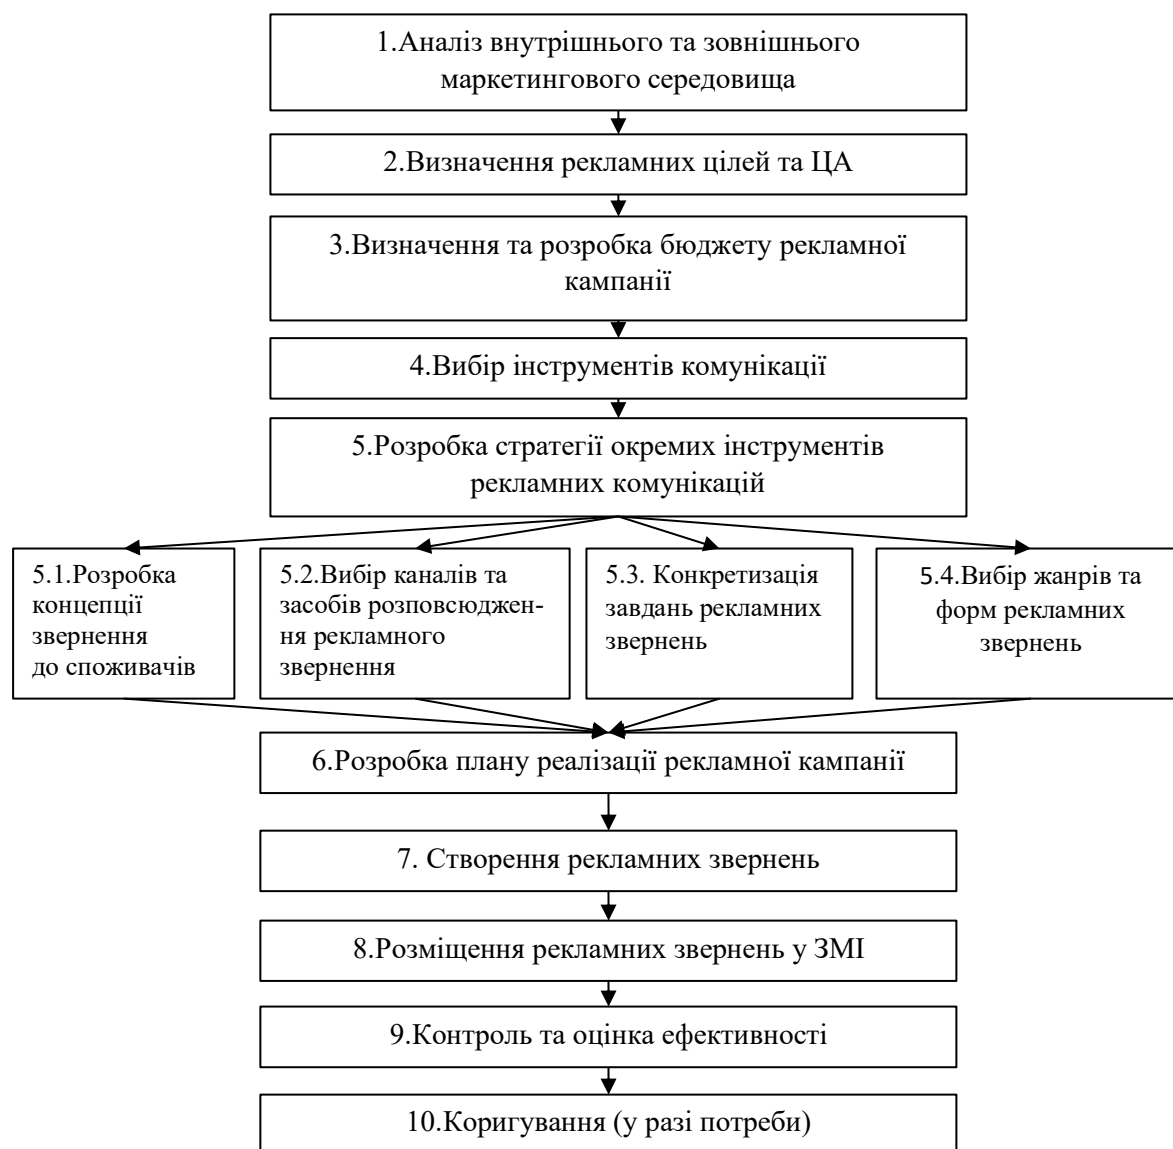 1.Аналіз внутрішнього та зовнішнього
маркетингового середовища
2.Визначення рекламних цілей та ЦА
3.Визначення та розробка бюджету рекламної
кампанії
4.Вибір інструментів комунікації
5.Розробка стратегії окремих інструментів
рекламних комунікацій
5.1.Розробка
концепції
звернення
до споживачів
5.2.Вибір каналів та
засобів розповсюджен-
ня рекламного
звернення
5.3. Конкретизація
завдань рекламних
звернень
5.4.Вибір жанрів та
форм рекламних
звернень
6.Розробка плану реалізації рекламної кампанії
7. Створення рекламних звернень
8.Розміщення рекламних звернень у ЗМІ
9.Контроль та оцінка ефективності
10.Коригування (у разі потреби)